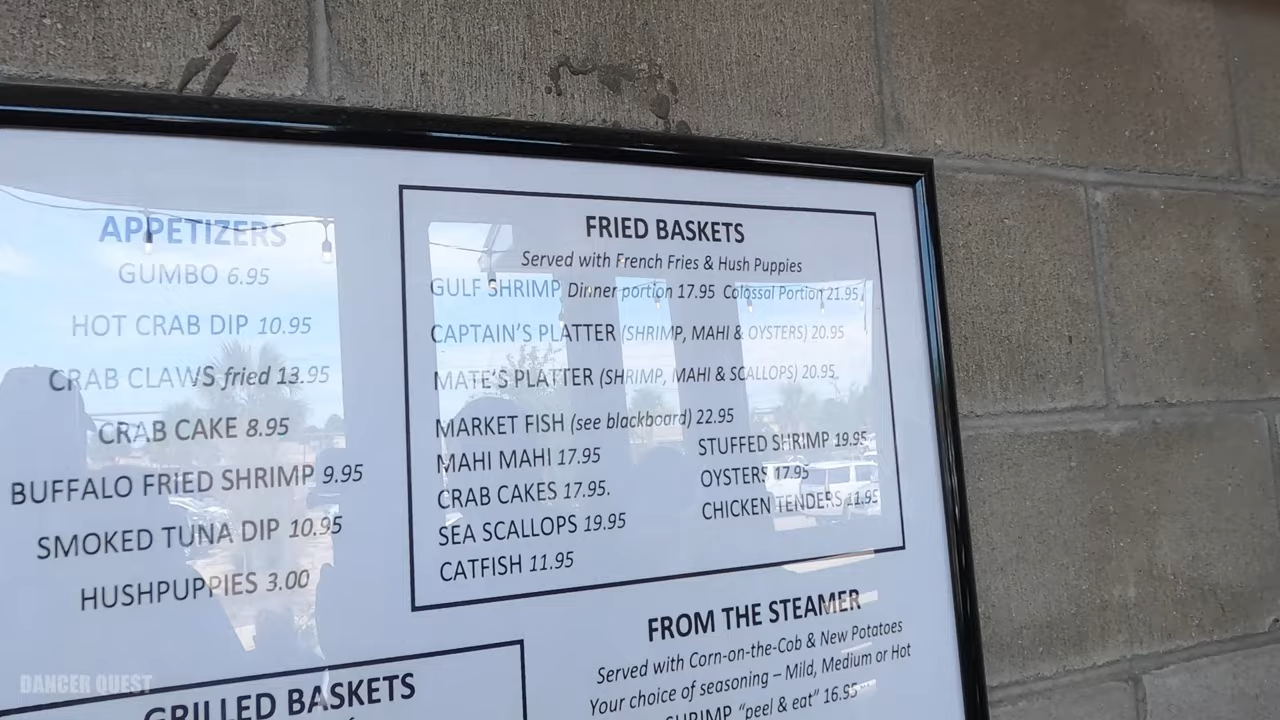 APPETIZERS
GUMBO 6.95
HOT CRAB DIP 10.95
CRAB CLAWS fried 13.95
CRAB CAKE 8.95
BUFFALO FRIED SHRIMP 9.95
SMOKED TUNA DIP 10.95
HUSHPUPPIES 3.00
FRIED BASKETS
Served with French Fries & Hush Puppies
GULF SHRIMP Dinner portion 17.95 Colossal Portion 21.95
CAPTAIN'S PLATTER (SHRIMP, MAHI & OYSTERS) 20.95
MATE'S PLATTER (SHRIMP, MAHI & SCALLOPS) 20.95
MARKET FISH (see blackboard) 22.95
MAHI MAHI 17.95
CRAB CAKES 17.95.
SEA SCALLOPS 19.95
CATFISH 11.95
STUFFED SHRIMP 19.95
OYSTERS 17.95
CHICKEN TENDERS 11.95
GRILLED BASKETS
FROM THE STEAMER
Served with Corn-on-the-Cob & New Potatoes
Your choice of seasoning – Mild, Medium or Hot
SHRIMP "peel & eat" 16.95
DANCER QUEST